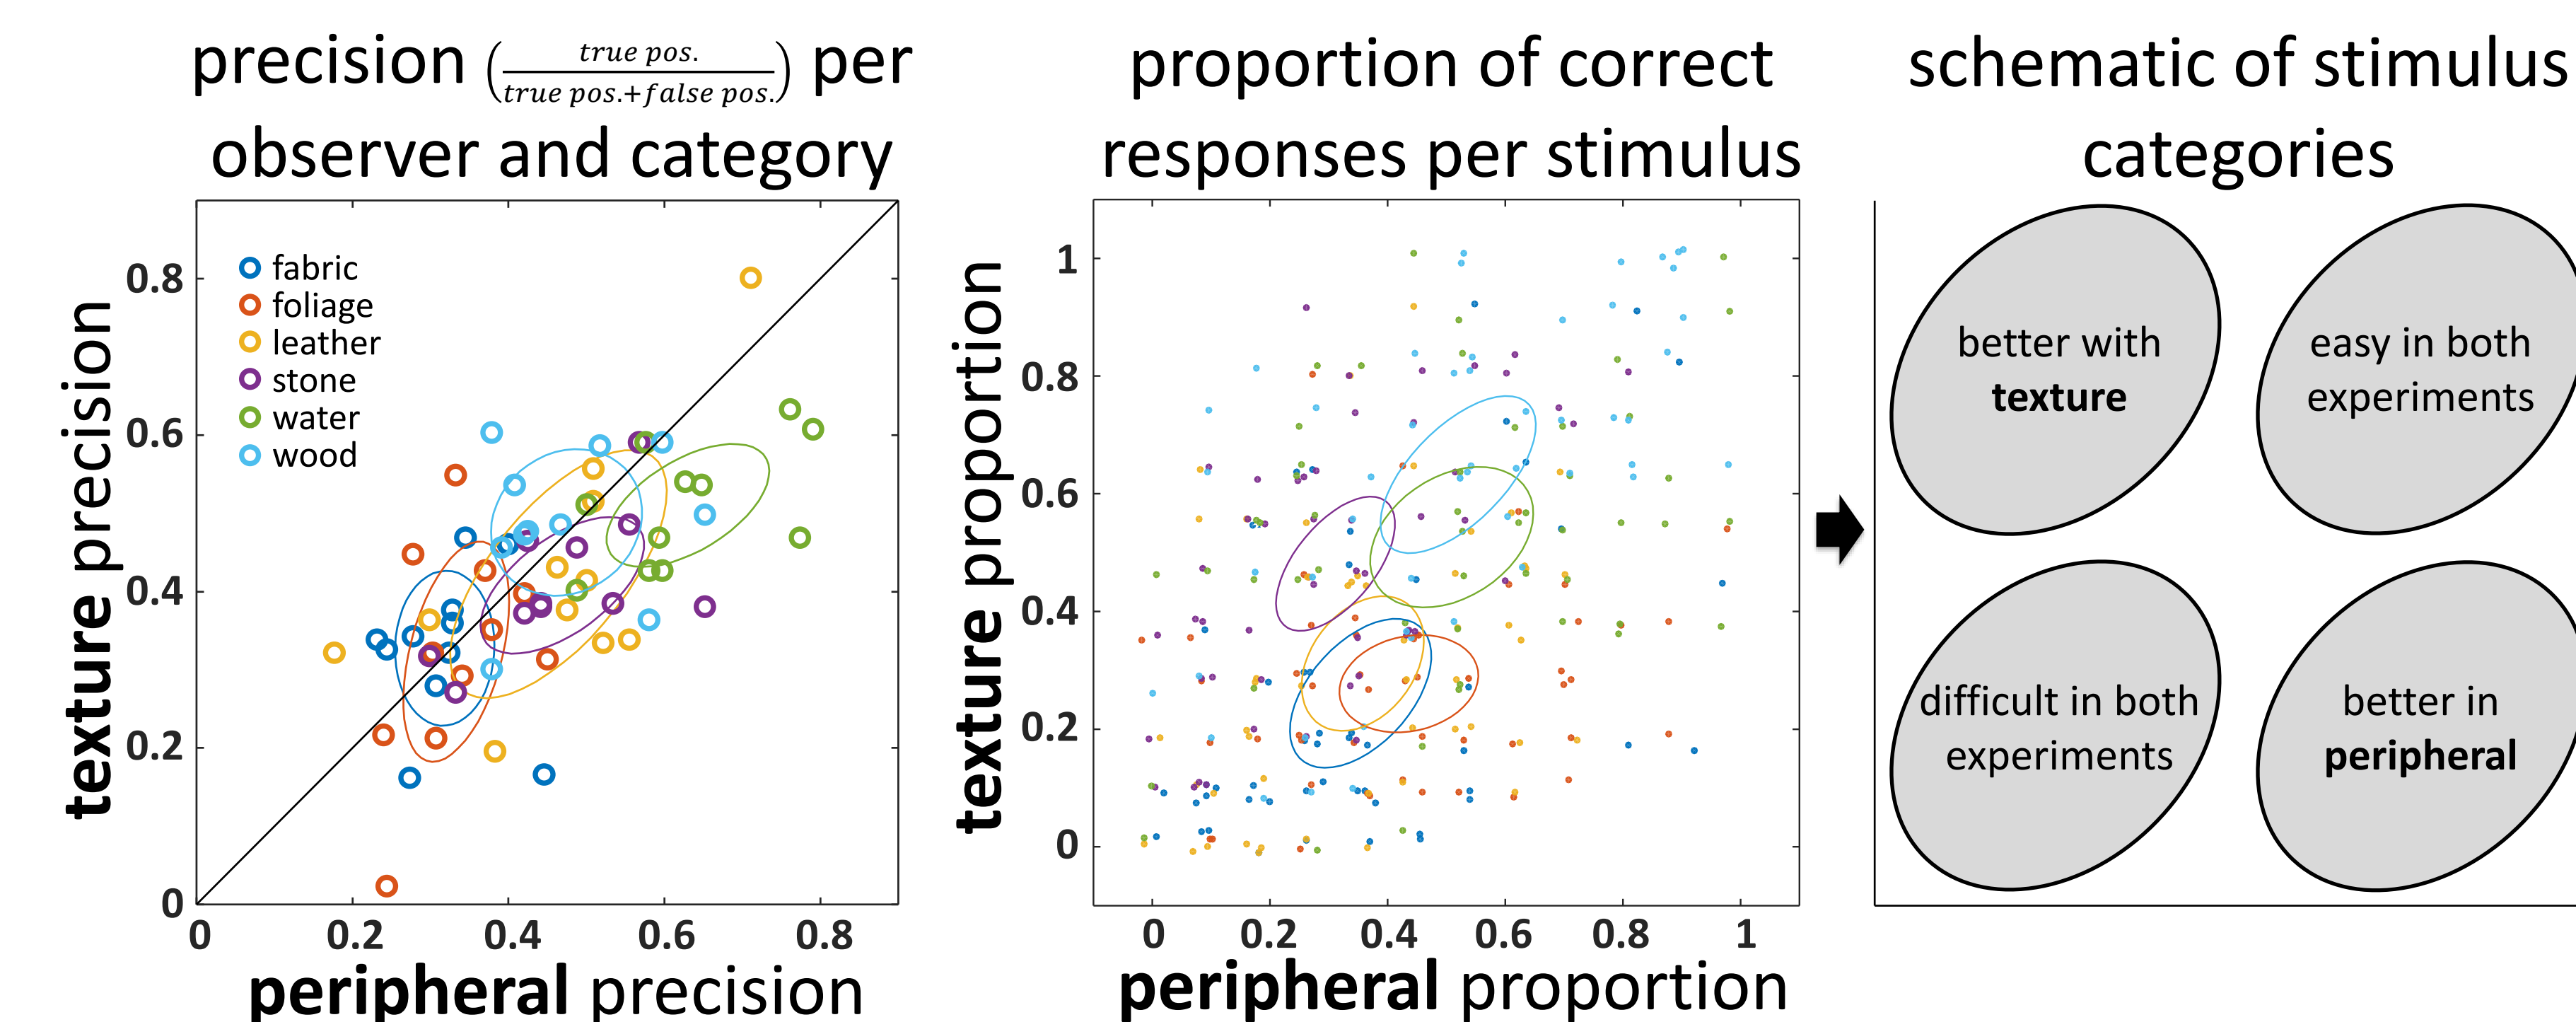 precision (true pos. / true pos.+false pos.) per
observer and category
fabric
foliage
leather
stone
water
wood
texture precision
0.8
0.6
0.4
0.2
0
0 0.2 0.4 0.6 0.8
peripheral precision
proportion of correct
responses per stimulus
texture proportion
1
0.8
0.6
0.4
0.2
0
0 0.2 0.4 0.6 0.8 1
peripheral proportion
schematic of stimulus
categories
better with
texture
easy in both
experiments
difficult in both
experiments
better in
peripheral